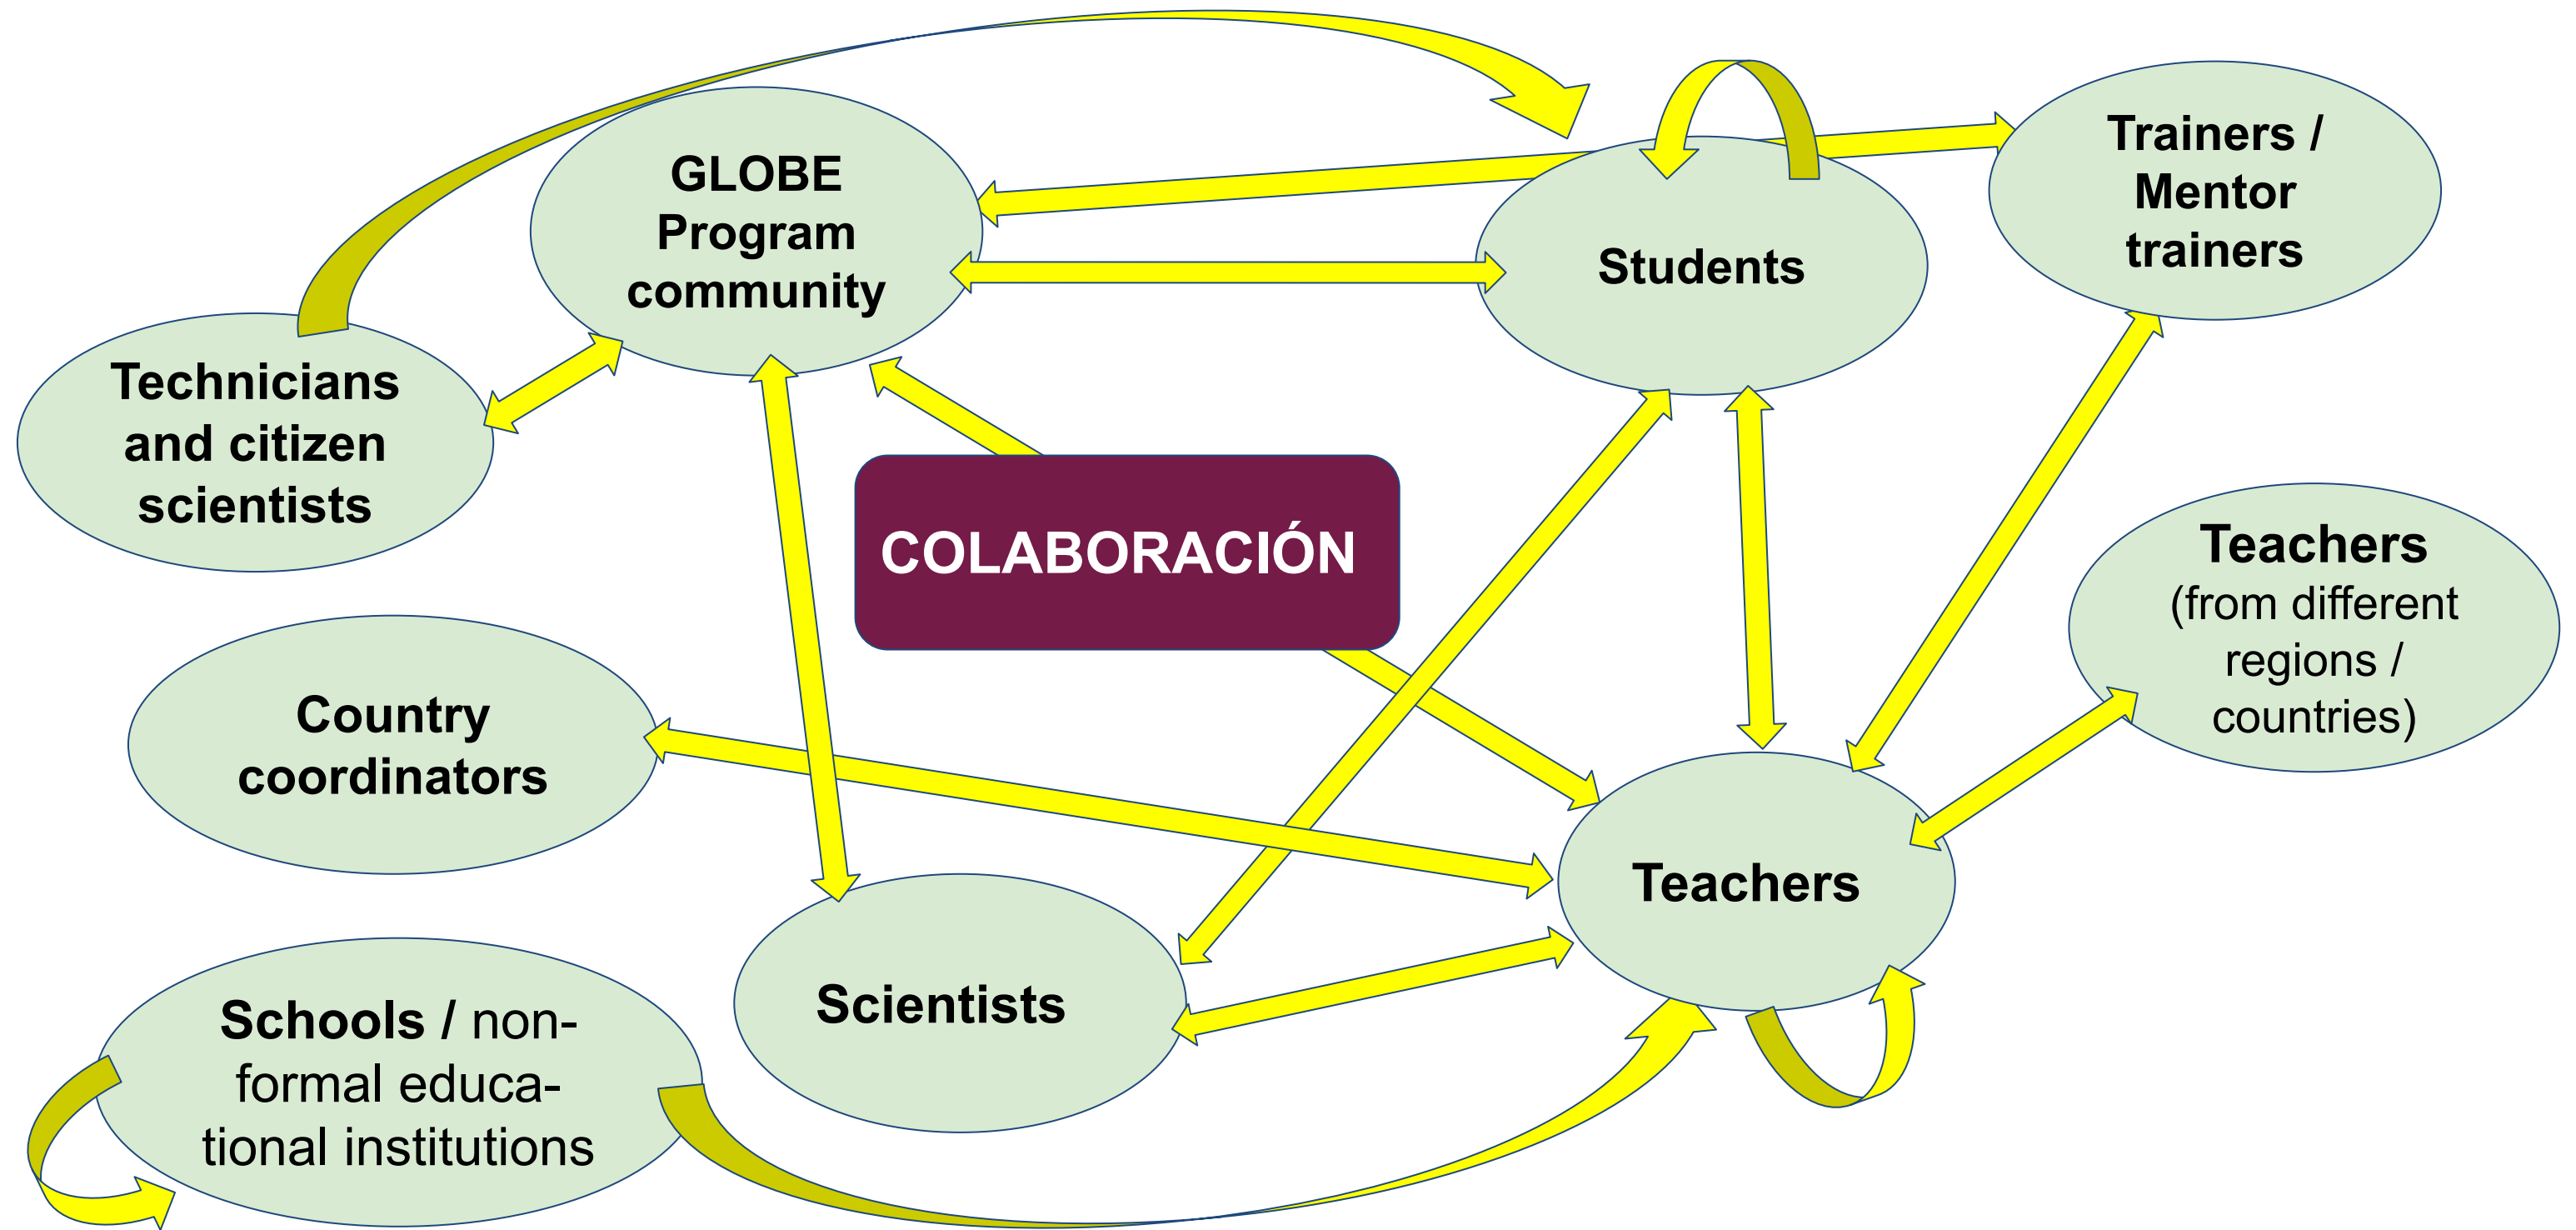 GLOBE
Program
community
Students
Trainers /
Mentor
trainers
Technicians
and citizen
scientists
COLABORACIÓN
Teachers
(from different
regions /
countries)
Country
coordinators
Teachers
Scientists
Schools / non-
formal educa-
tional institutions